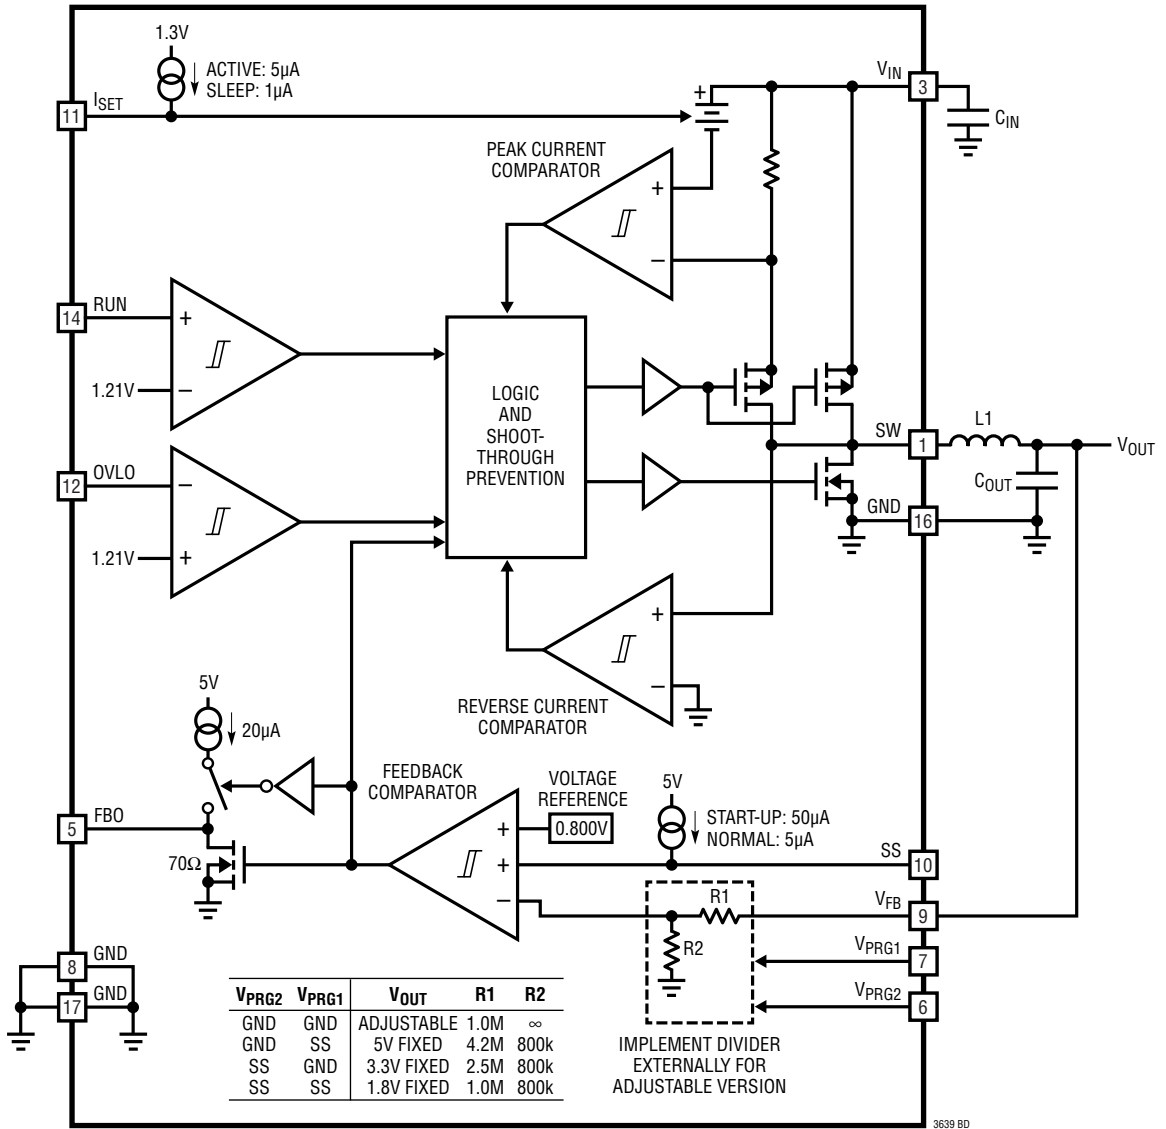 1.3V
ACTIVE: 5µA
SLEEP: 1µA
11
ISET
VIN
3
CIN
+
PEAK CURRENT
COMPARATOR
+
–
14
RUN
+
1.21V
–
12
OVLO
–
1.21V
+
LOGIC
AND
SHOOT-
THROUGH
PREVENTION
SW
1
L1
VOUT
COUT
GND
16
+
–
REVERSE CURRENT
COMPARATOR
5V
20µA
5
FBO
70Ω
FEEDBACK
COMPARATOR
VOLTAGE
REFERENCE
0.800V
+
+
–
5V
START-UP: 50µA
NORMAL: 5µA
SS
10
R1
VFB
9
R2
VPRG1
7
VPRG2
6
IMPLEMENT DIVIDER
EXTERNALLY FOR
ADJUSTABLE VERSION
8
GND
17
GND
VPRG2 VPRG1 VOUT R1 R2
GND GND ADJUSTABLE 1.0M ∞
GND SS 5V FIXED 4.2M 800k
SS GND 3.3V FIXED 2.5M 800k
SS SS 1.8V FIXED 1.0M 800k
3639 BD